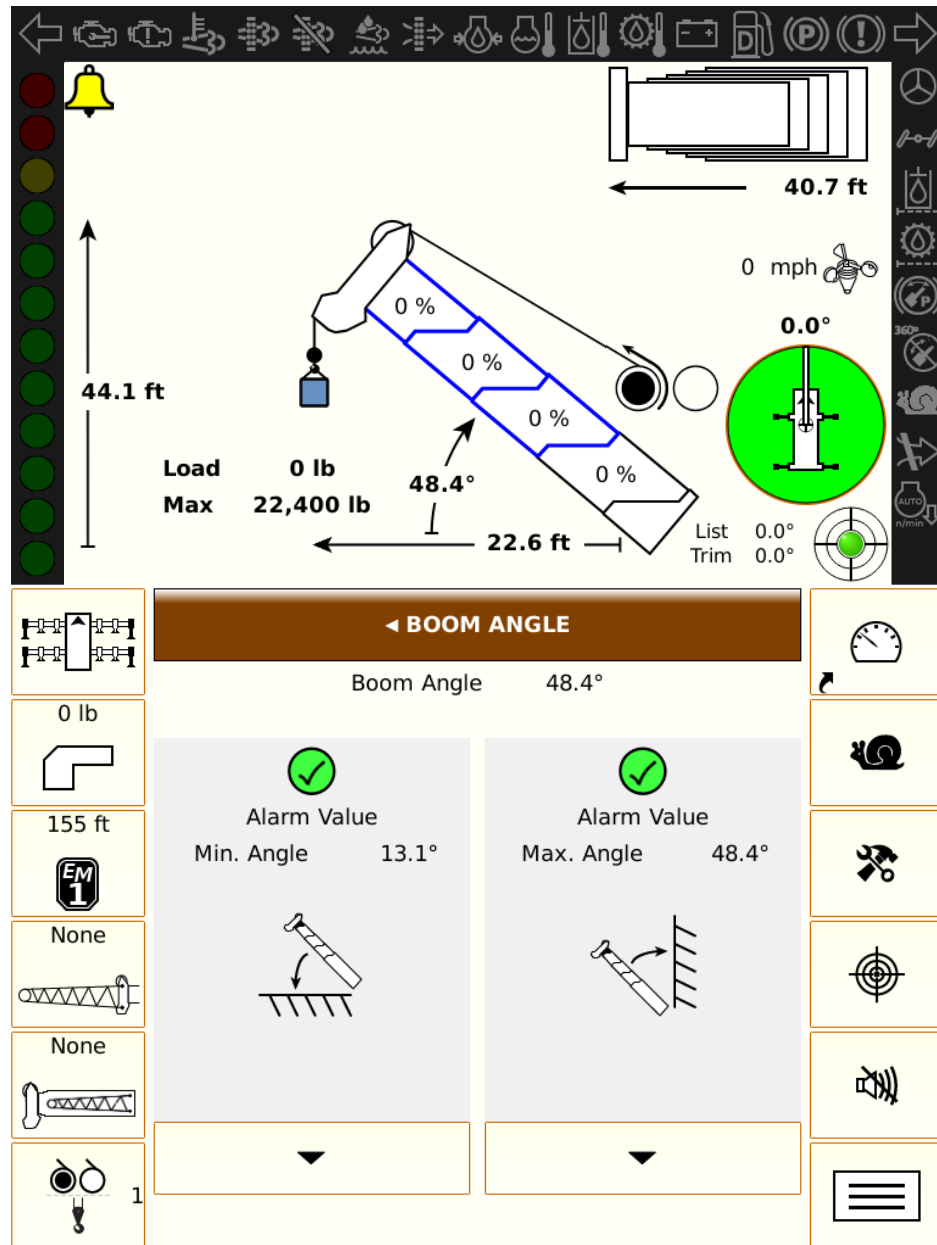 40.7 ft
0 mph
P
360°
0.0°
0 %
0 %
44.1 ft
0 %
Load 0 lb
Max 22,400 lb
48.4°
0 %
AUTO
n/min
22.6 ft
List 0.0°
Trim 0.0°
◄ BOOM ANGLE
Boom Angle 48.4°
0 lb
Alarm Value
Min. Angle 13.1°
Alarm Value
Max. Angle 48.4°
155 ft
EM
1
None
None
1